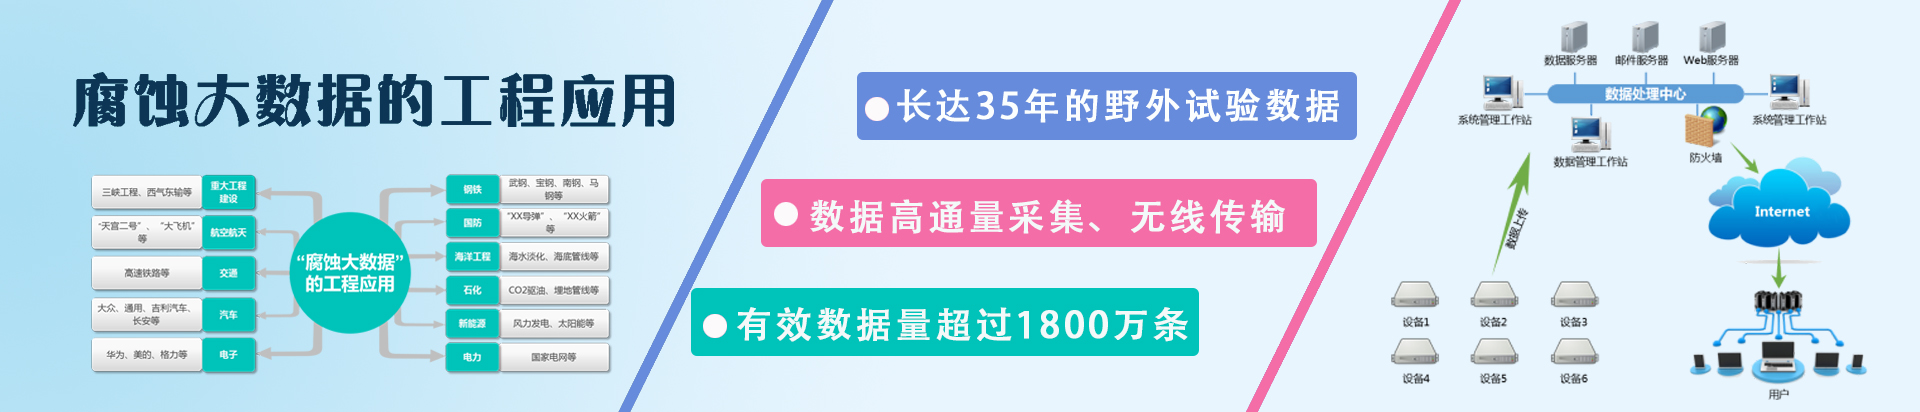 腐蚀大数据的工程应用
三峡工程、西气东输等
重大工程
建设
"天宫二号"、"大飞机"
等
航空航天
高速铁路等
交通
大众、通用、吉利汽车、
长安等
汽车
华为、美的、格力等
电子
“腐蚀大数据”
的工程应用
钢铁
武钢、宝钢、南钢、马
钢等
国防
"XX导弹"、"XX火箭"
等
海洋工程
海水淡化、海底管线等
石化
CO2驱油、埋地管线等
新能源
风力发电、太阳能等
电力
国家电网等
长达35年的野外试验数据
数据高通量采集、无线传输
有效数据量超过1800万条
数据服务器
邮件服务器
Web服务器
数据处理中心
系统管理工作站
系统管理工作站
数据管理工作站
防火墙
数据上传
Internet
设备1
设备2
设备3
设备4
设备5
设备6
用户